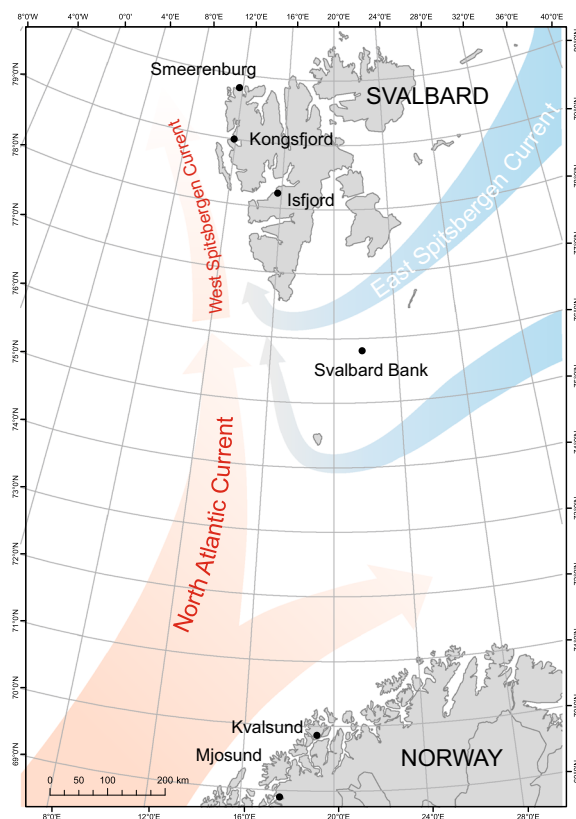 8°0'W 4°0'W 0°0' 4°0'E 8°0'E 12°0'E 16°0'E 20°0'E 24°0'E 28°0'E 32°0'E 36°0'E 40°0'E
79°0'N
78°0'N
77°0'N
76°0'N
75°0'N
74°0'N
73°0'N
72°0'N
71°0'N
70°0'N
69°0'N
Smeerenburg
SVALBARD
Kongsfjord
Isfjord
West Spitsbergen Current
East Spitsbergen Current
Svalbard Bank
North Atlantic Current
Kvalsund
Mjosund
NORWAY
0 50 100 200 km
8°0'E 12°0'E 16°0'E 20°0'E 24°0'E 28°0'E